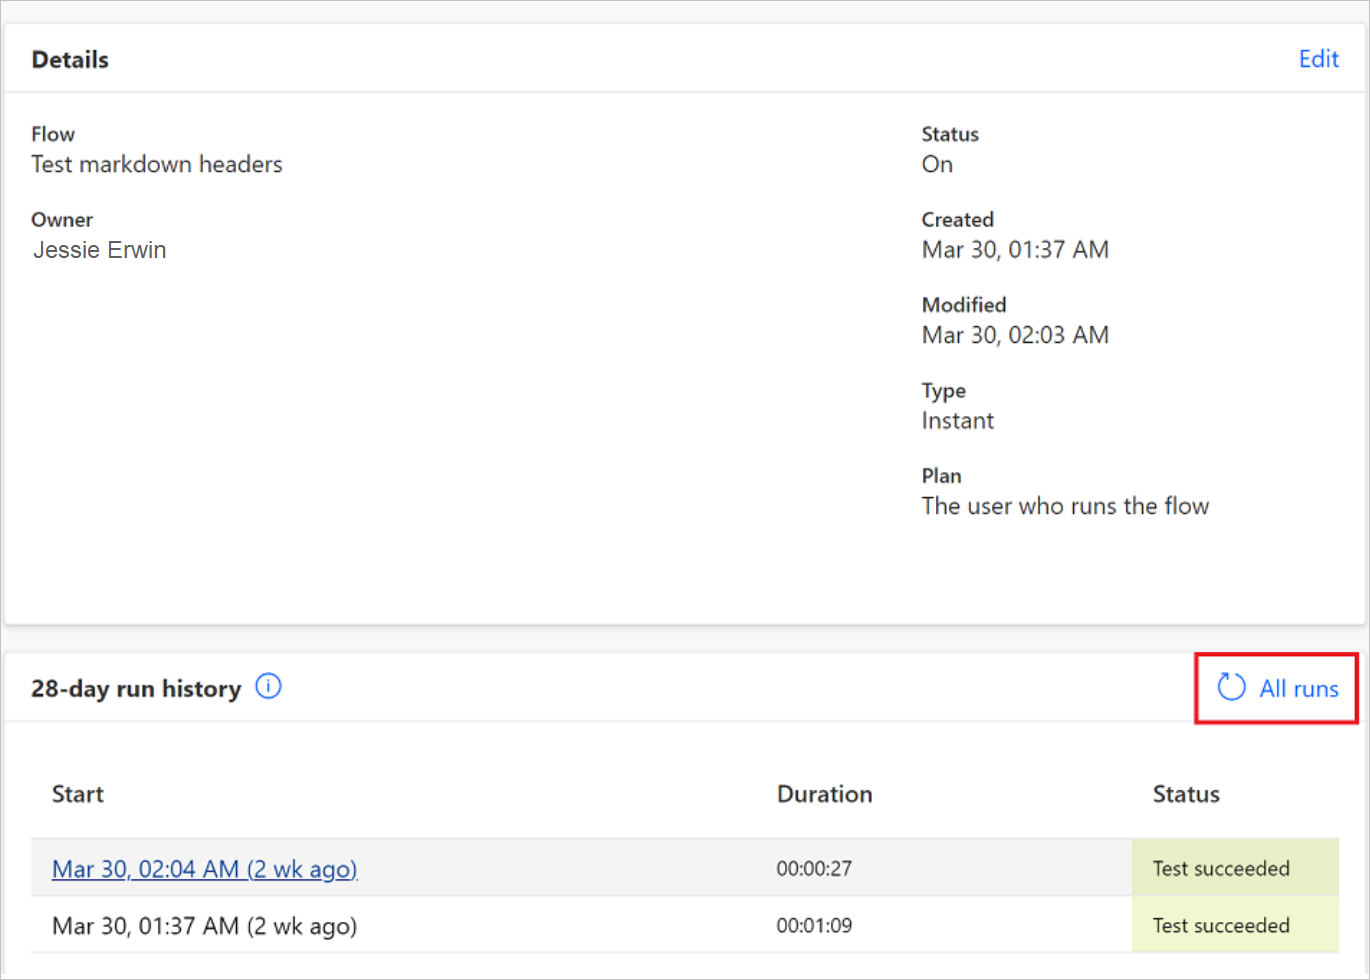 Details
Edit
Flow
Test markdown headers
Owner
Jessie Erwin
Status
On
Created
Mar 30, 01:37 AM
Modified
Mar 30, 02:03 AM
Type
Instant
Plan
The user who runs the flow
28-day run history
All runs
Start Duration Status
Mar 30, 02:04 AM (2 wk ago) 00:00:27 Test succeeded
Mar 30, 01:37 AM (2 wk ago) 00:01:09 Test succeeded